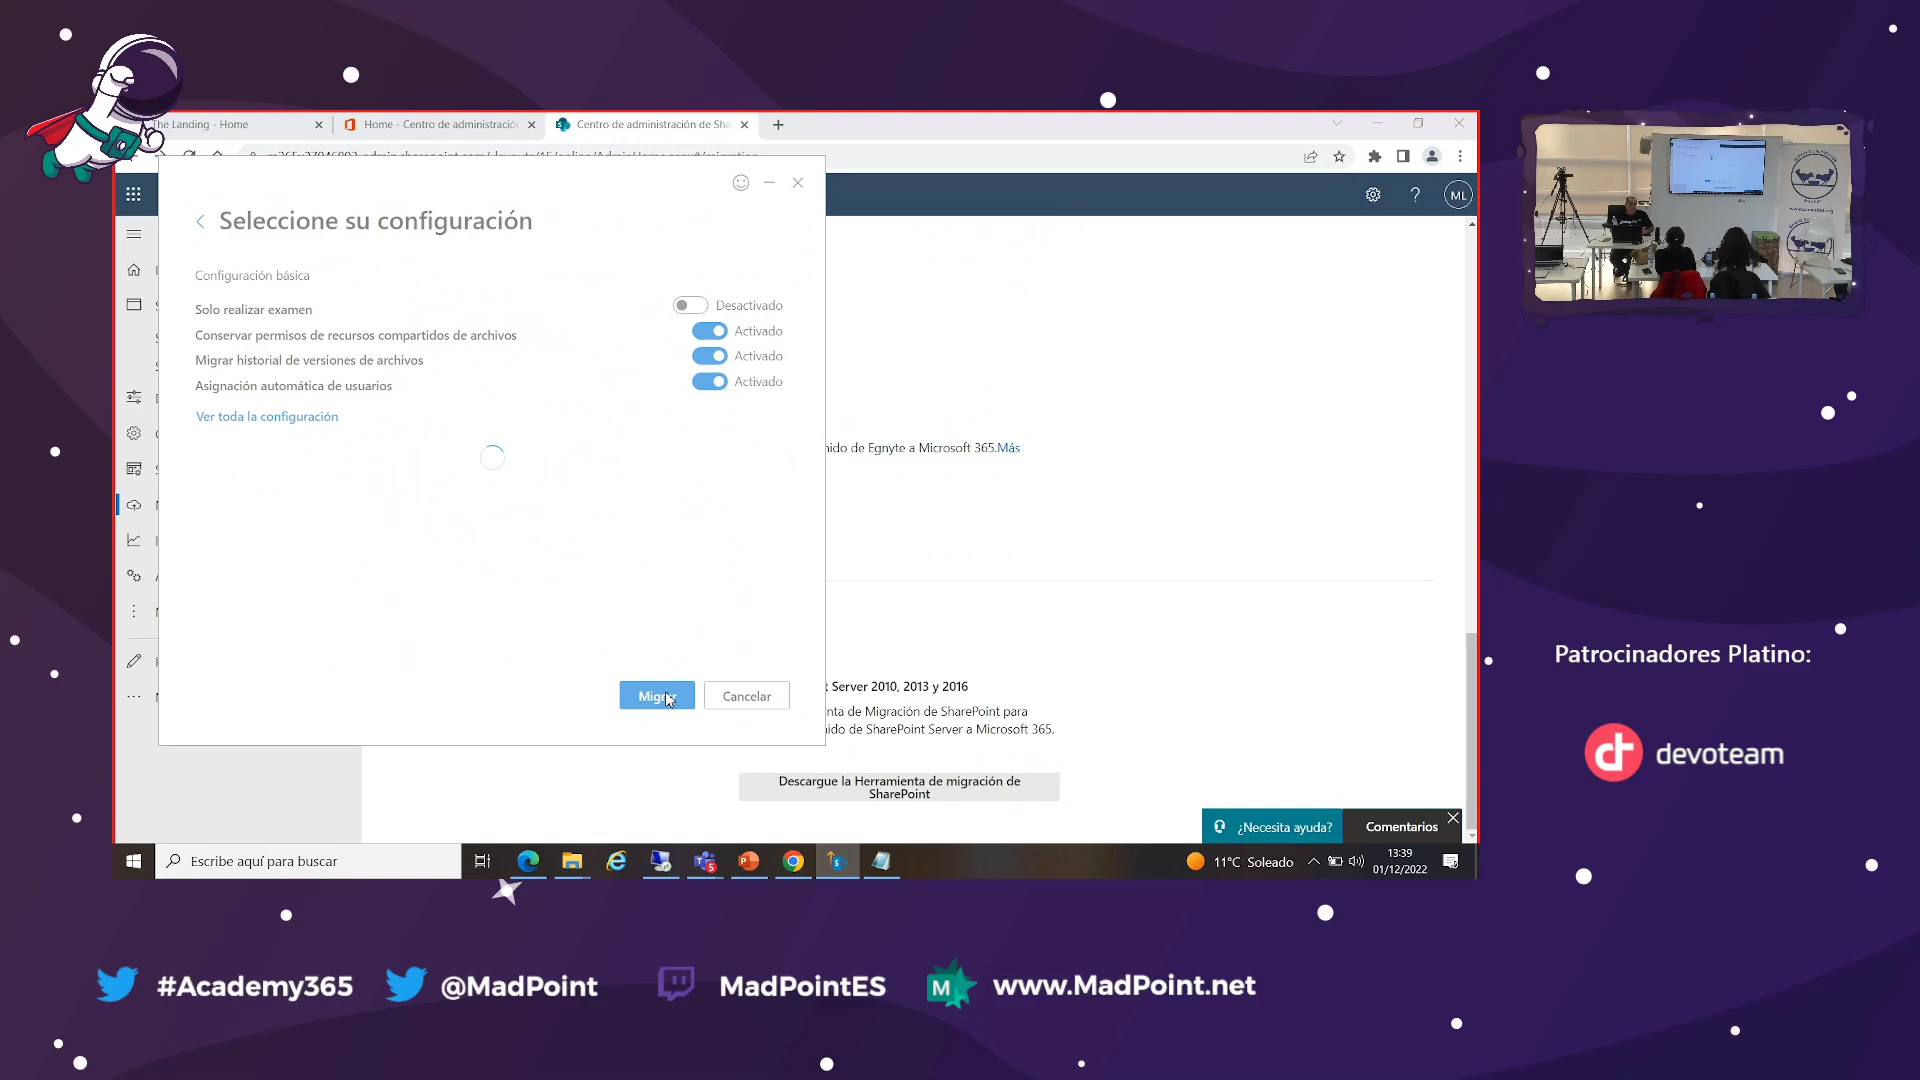 The Landing - Home
Home - Centro de administració
Centro de administración de Sha
ML
Seleccione su configuración
Configuración básica
Solo realizar examen
Desactivado
Conservar permisos de recursos compartidos de archivos
Activado
Migrar historial de versiones de archivos
Activado
Asignación automática de usuarios
Activado
Ver toda la configuración
nido de Egnyte a Microsoft 365.Más
Migrar
Cancelar
t Server 2010, 2013 y 2016
nta de Migración de SharePoint para
nido de SharePoint Server a Microsoft 365.
Descargue la Herramienta de migración de
SharePoint
¿Necesita ayuda?
Comentarios
Escribe aquí para buscar
11°C Soleado
13:39
01/12/2022
Patrocinadores Platino:
devoteam
#Academy365
@MadPoint
MadPointES
M
www.MadPoint.net